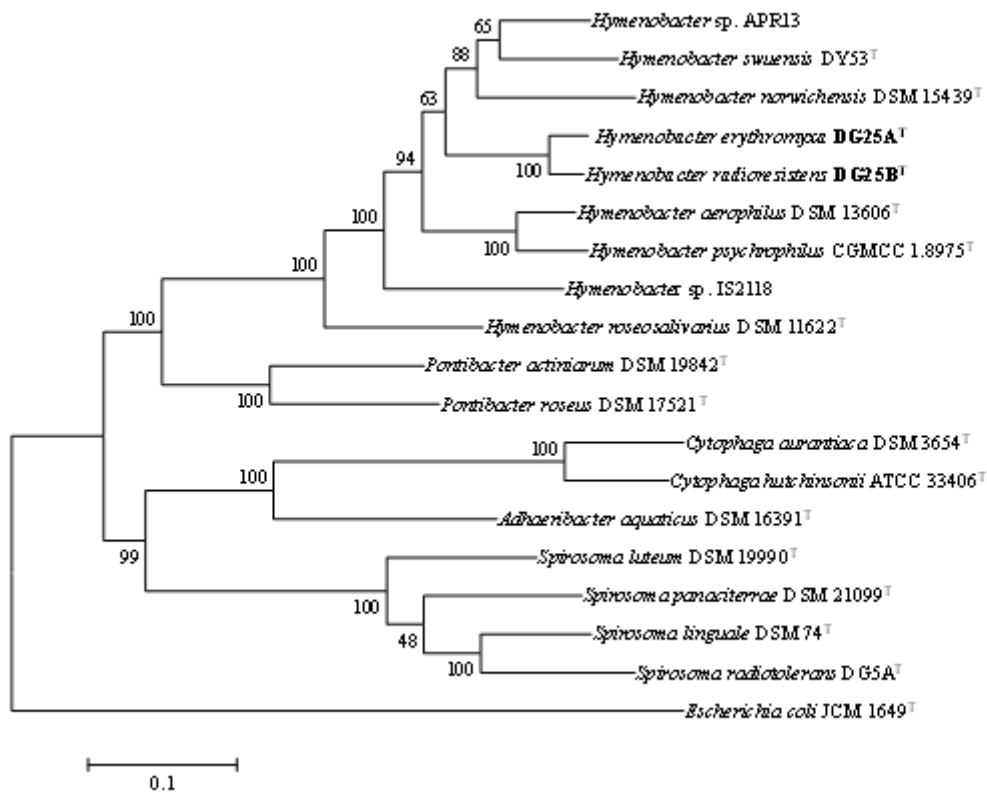 65
Hymenobacter sp. APR13
88
Hymenobacter swuensis DY53ᵀ
Hymenobacter norwichensis DSM 15439ᵀ
63
Hymenobacter erythromyxa DG25Aᵀ
94
100
Hymenobacter radioresistens DG25Bᵀ
100
Hymenobacter aerophilus DSM 13606ᵀ
100
Hymenobacter psychrophilus CGMCC 1.8975ᵀ
100
Hymenobacter sp. IS2118
100
Hymenobacter roseosalivarius DSM 11622ᵀ
Pontibacter actiniarum DSM 19842ᵀ
100
Pontibacter roseus DSM 17521ᵀ
100
Cytophaga aurantiaca DSM 3654ᵀ
100
Cytophaga hutchinsonii ATCC 33406ᵀ
Adhaeribacter aquaticus DSM 16391ᵀ
99
Spirosoma luteum DSM 19990ᵀ
100
Spirosoma panaciterrae DSM 21099ᵀ
48
Spirosoma linguale DSM 74ᵀ
100
Spirosoma radiotolerans DG5Aᵀ
Escherichia coli JCM 1649ᵀ
0.1